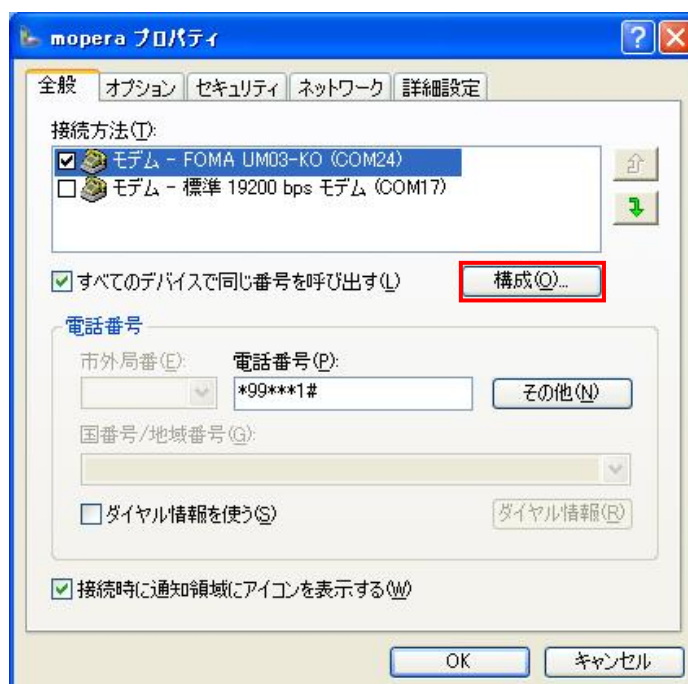 mopera プロパティ
全般 オプション セキュリティ ネットワーク 詳細設定
接続方法(T):
モデム - FOMA UM03-KO (COM24)
モデム - 標準 19200 bps モデム (COM17)
すべてのデバイスで同じ番号を呼び出す(L) 構成(O)...
電話番号
市外局番(E): 電話番号(P):
*99***1# その他(N)
国番号/地域番号(G):
ダイヤル情報を使う(S) ダイヤル情報(R)
接続時に通知領域にアイコンを表示する(W)
OK キャンセル